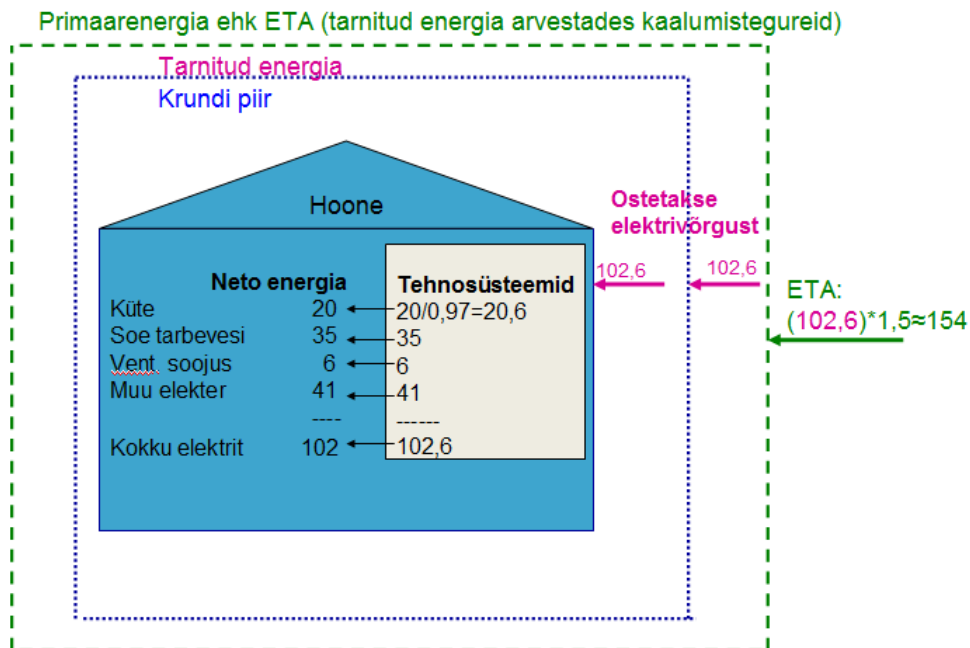 Primaarenergia ehk ETA (tarnitud energia arvestades kaalumistegureid)
Tarnitud energia
Krundi piir
Hoone
Ostetakse
elektrivõrgust
102,6 102,6
ETA:
(102,6)*1,5≈154
Neto energia Tehnosüsteemid
Küte 20 20/0,97=20,6
Soe tarbevesi 35 35
Vent. soojus 6 6
Muu elekter 41 41
---- ------
Kokku elektrit 102 102,6